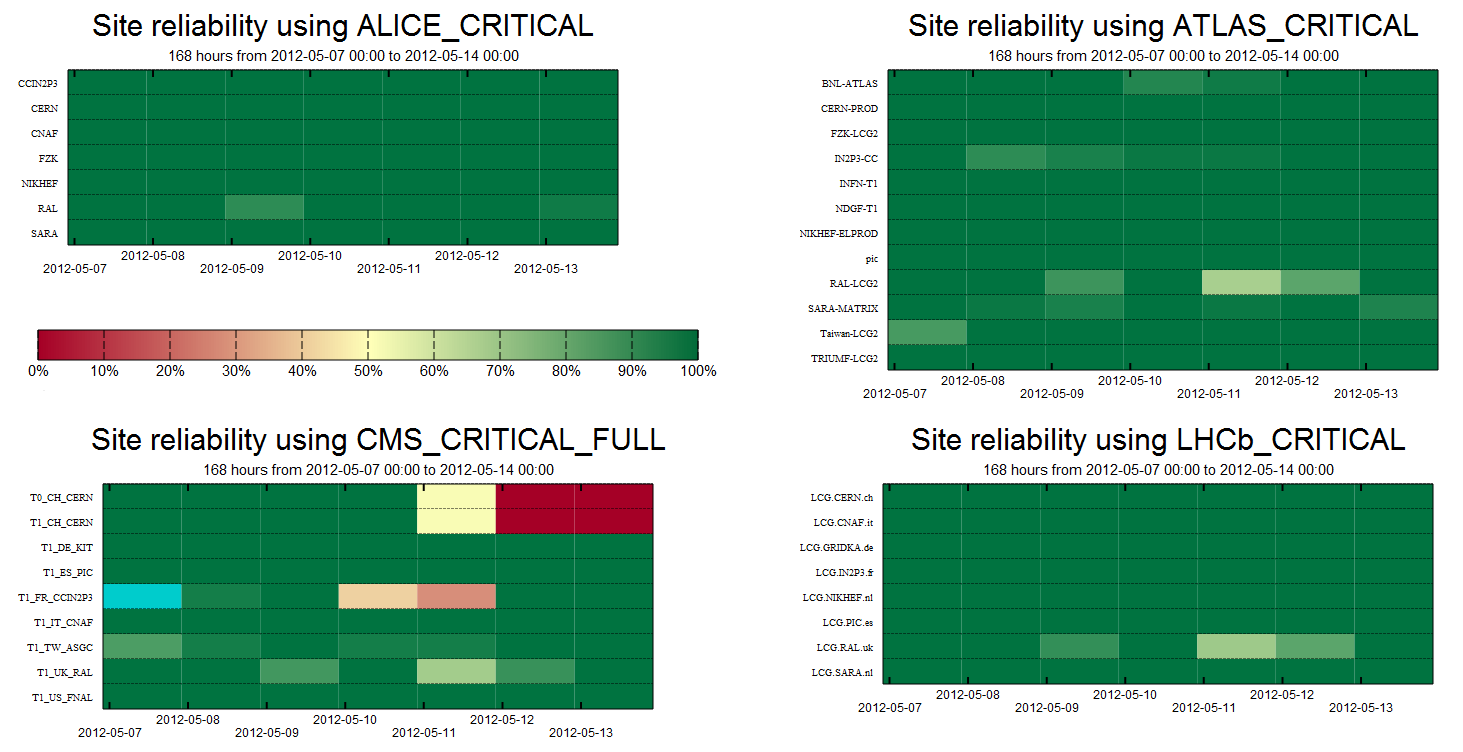 Site reliability using ALICE_CRITICAL
168 hours from 2012-05-07 00:00 to 2012-05-14 00:00
CCIN2P3
CERN
CNAF
FZK
NIKHEF
RAL
SARA
2012-05-08 2012-05-10 2012-05-12
2012-05-07 2012-05-09 2012-05-11 2012-05-13
0% 10% 20% 30% 40% 50% 60% 70% 80% 90% 100%
Site reliability using ATLAS_CRITICAL
168 hours from 2012-05-07 00:00 to 2012-05-14 00:00
BNL-ATLAS
CERN-PROD
FZK-LCG2
IN2P3-CC
INFN-T1
NDGF-T1
NIKHEF-ELPROD
pic
RAL-LCG2
SARA-MATRIX
Taiwan-LCG2
TRIUMF-LCG2
2012-05-08 2012-05-10 2012-05-12
2012-05-07 2012-05-09 2012-05-11 2012-05-13
Site reliability using CMS_CRITICAL_FULL
168 hours from 2012-05-07 00:00 to 2012-05-14 00:00
T0_CH_CERN
T1_CH_CERN
T1_DE_KIT
T1_ES_PIC
T1_FR_CCIN2P3
T1_IT_CNAF
T1_TW_ASGC
T1_UK_RAL
T1_US_FNAL
2012-05-08 2012-05-10 2012-05-12
2012-05-07 2012-05-09 2012-05-11 2012-05-13
Site reliability using LHCb_CRITICAL
168 hours from 2012-05-07 00:00 to 2012-05-14 00:00
LCG.CERN.ch
LCG.CNAF.it
LCG.GRIDKA.de
LCG.IN2P3.fr
LCG.NIKHEF.nl
LCG.PIC.es
LCG.RAL.uk
LCG.SARA.nl
2012-05-08 2012-05-10 2012-05-12
2012-05-07 2012-05-09 2012-05-11 2012-05-13